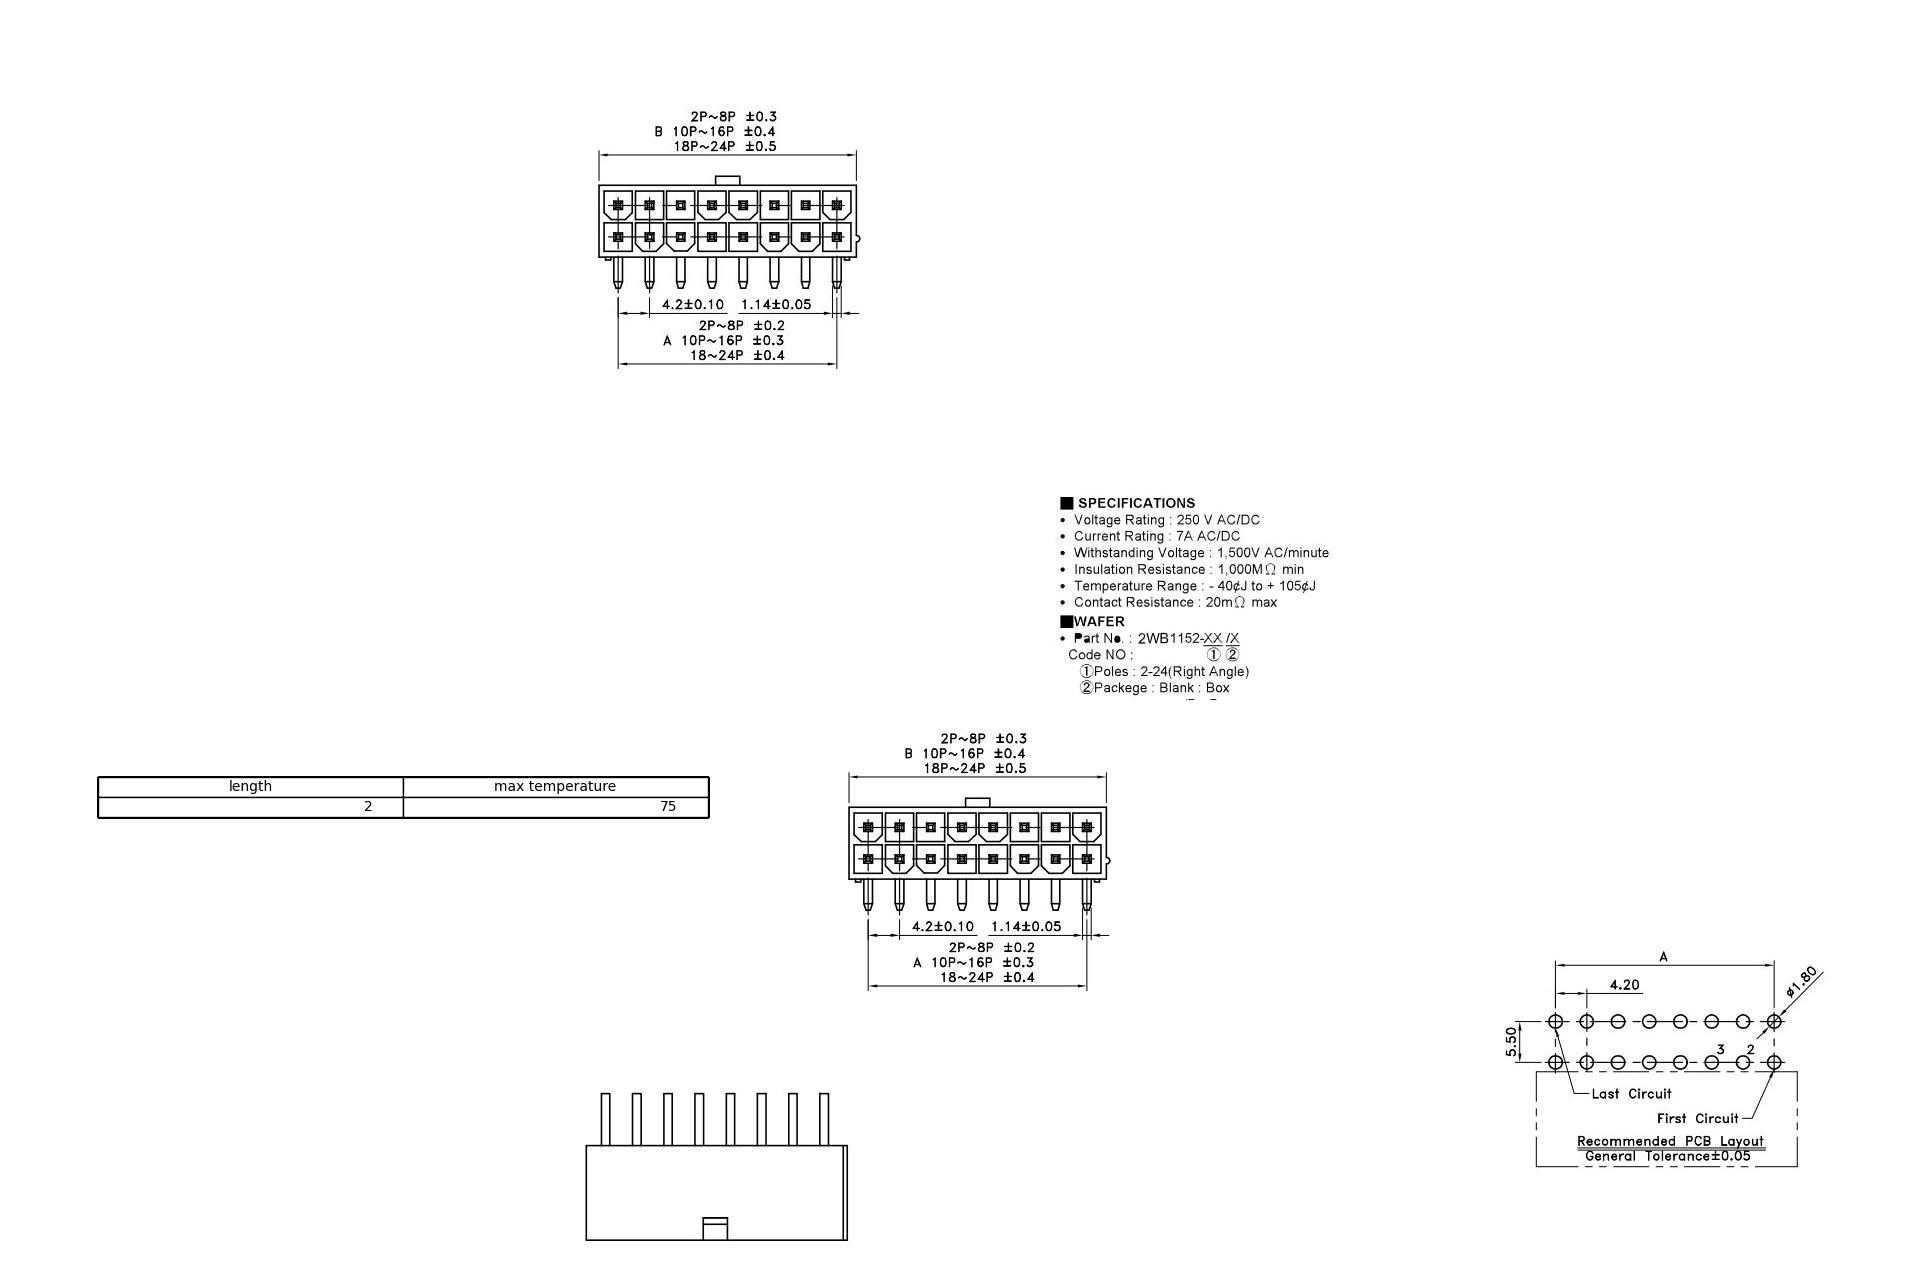 2P~8P ±0.3
B 10P~16P ±0.4
18P~24P ±0.5
4.2±0.10 1.14±0.05
2P~8P ±0.2
A 10P~16P ±0.3
18~24P ±0.4
■ SPECIFICATIONS
• Voltage Rating : 250 V AC/DC
• Current Rating : 7A AC/DC
• Withstanding Voltage : 1,500V AC/minute
• Insulation Resistance : 1,000MΩ min
• Temperature Range : - 40¢J to + 105¢J
• Contact Resistance : 20mΩ max
■WAFER
• Part No. : 2WB1152-XX /X
Code NO : ① ②
①Poles : 2-24(Right Angle)
②Packege : Blank : Box
length max temperature
2 75
2P~8P ±0.3
B 10P~16P ±0.4
18P~24P ±0.5
4.2±0.10 1.14±0.05
2P~8P ±0.2
A 10P~16P ±0.3
18~24P ±0.4
A
4.20
ø1.80
5.50
3 2
Last Circuit
First Circuit
Recommended PCB Layout
General Tolerance±0.05